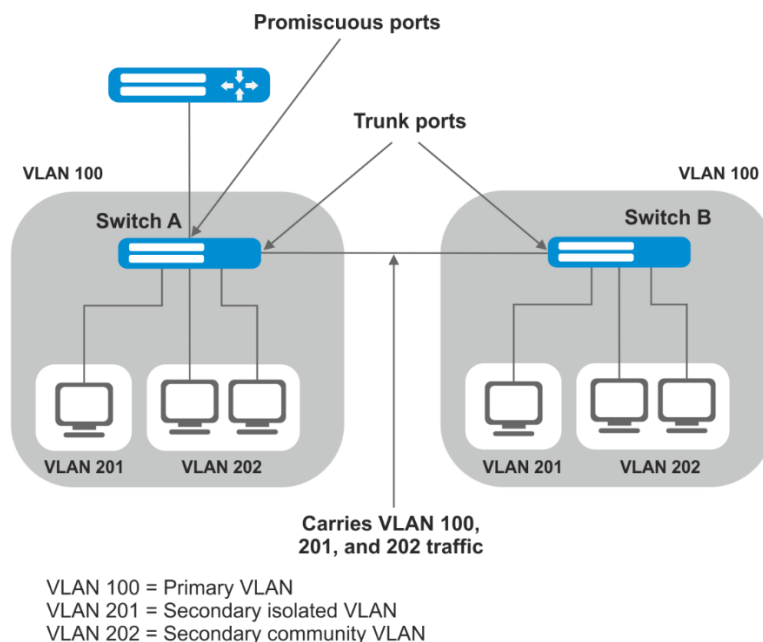 Promiscuous ports
Trunk ports
VLAN 100
VLAN 100
Switch A
Switch B
VLAN 201
VLAN 202
VLAN 201
VLAN 202
Carries VLAN 100,
201, and 202 traffic
VLAN 100 = Primary VLAN
VLAN 201 = Secondary isolated VLAN
VLAN 202 = Secondary community VLAN